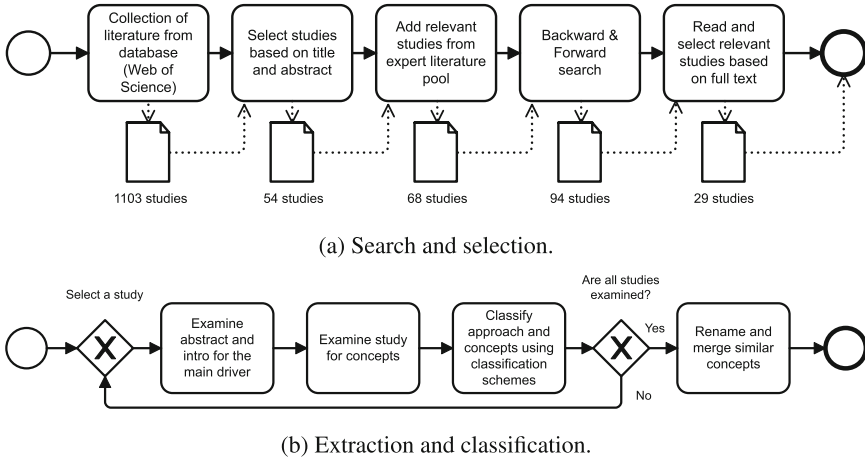 Collection of
literature from
database
(Web of
Science)
Select studies
based on title
and abstract
Add relevant
studies from
expert literature
pool
Backward &
Forward
search
Read and
select relevant
studies based
on full text
1103 studies
54 studies
68 studies
94 studies
29 studies
(a) Search and selection.
Select a study
Examine
abstract and
intro for the
main driver
Examine study
for concepts
Classify
approach and
concepts using
classification
schemes
Are all studies
examined?
Yes
No
Rename and
merge similar
concepts
(b) Extraction and classification.